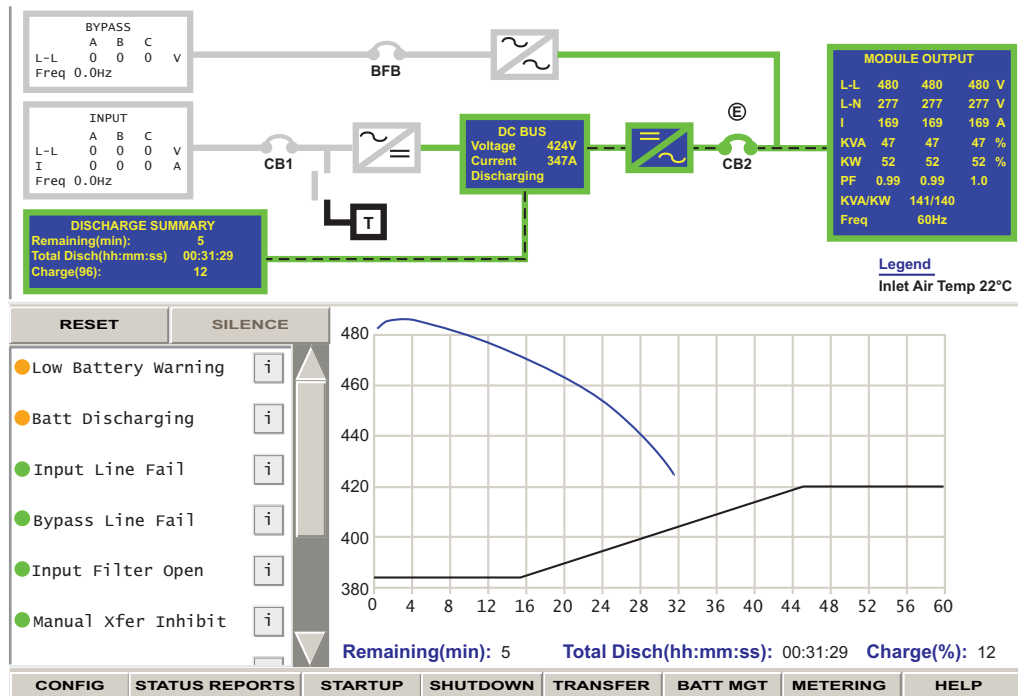 BYPASS
A B C
L-L 0 0 0 V
Freq 0.0Hz
BFB
INPUT
A B C
L-L 0 0 0 V
I 0 0 0 A
Freq 0.0Hz
CB1
T
DC BUS
Voltage 424V
Current 347A
Discharging
E
CB2
MODULE OUTPUT
L-L 480 480 480 V
L-N 277 277 277 V
I 169 169 169 A
KVA 47 47 47 %
KW 52 52 52 %
PF 0.99 0.99 1.0
KVA/KW 141/140
Freq 60Hz
DISCHARGE SUMMARY
Remaining(min): 5
Total Disch(hh:mm:ss) 00:31:29
Charge(96): 12
Legend
Inlet Air Temp 22°C
RESET SILENCE
Low Battery Warning i
Batt Discharging i
Input Line Fail i
Bypass Line Fail i
Input Filter Open i
Manual Xfer Inhibit i
480
460
440
420
400
380
0 4 8 12 16 20 24 28 32 36 40 44 48 52 56 60
Remaining(min): 5 Total Disch(hh:mm:ss): 00:31:29 Charge(%): 12
CONFIG STATUS REPORTS STARTUP SHUTDOWN TRANSFER BATT MGT METERING HELP